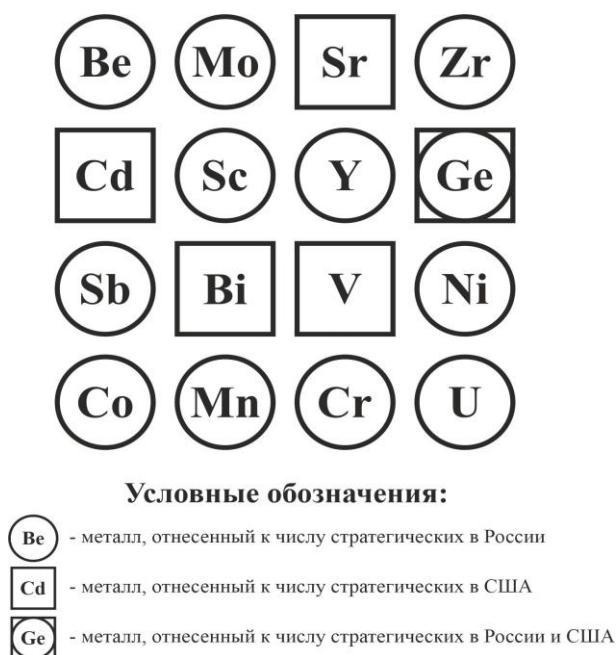 Be Mo Sr Zr
Cd Sc Y Ge
Sb Bi V Ni
Co Mn Cr U
Условные обозначения:
Be - металл, отнесенный к числу стратегических в России
Cd - металл, отнесенный к числу стратегических в США
Ge - металл, отнесенный к числу стратегических в России и США